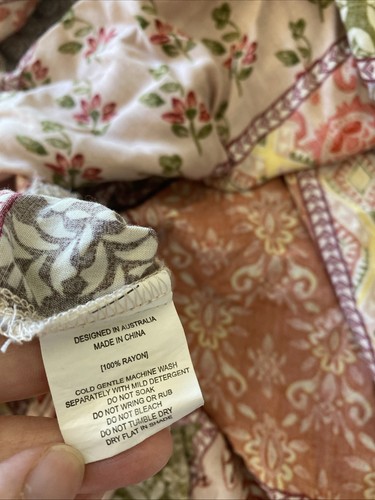 DESIGNED IN AUSTRALIA
MADE IN CHINA
[100% RAYON]
COLD GENTLE MACHINE WASH
SEPARATELY WITH MILD DETERGENT
DO NOT SOAK
DO NOT WRING OR RUB
DO NOT BLEACH
DO NOT TUMBLE DRY
DRY FLAT IN SHADE